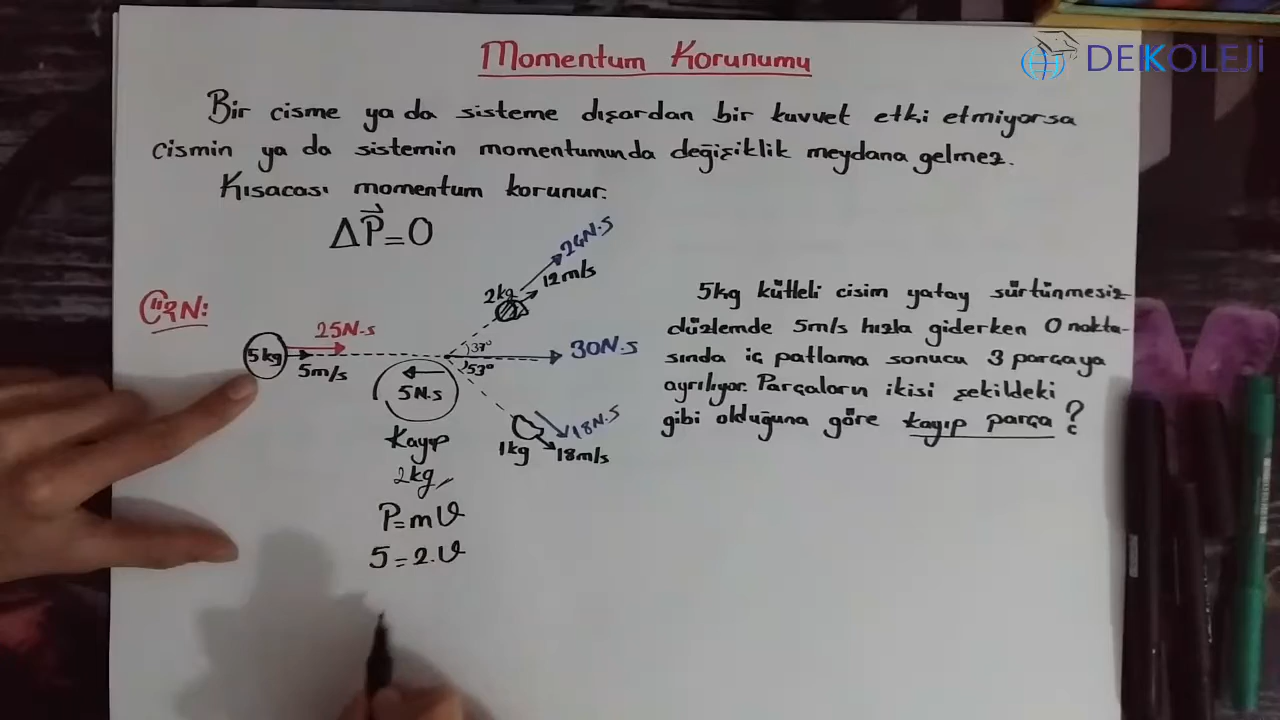 Momentum Korunumu
DEKKOLEJİ
Bir cisme ya da sisteme dışardan bir kuvvet etki etmiyorsa
cismin ya da sistemin momentumunda değişiklik meydana gelmez.
Kısacası momentum korunur.
ΔP⃗=0
ÖRN:
5kg
25N.s
5m/s
2kg
24N.s
12m/s
37°
53°
30N.s
5N.s
18N.s
1kg
18m/s
Kayıp
2kg
P=mϑ
5=2.ϑ
5kg kütleli cisim yatay sürtünmesiz
düzlemde 5m/s hızla giderken O nokta-
sında iç patlama sonucu 3 parçaya
ayrılıyor. Parçaların ikisi şekildeki
gibi olduğuna göre kayıp parça?